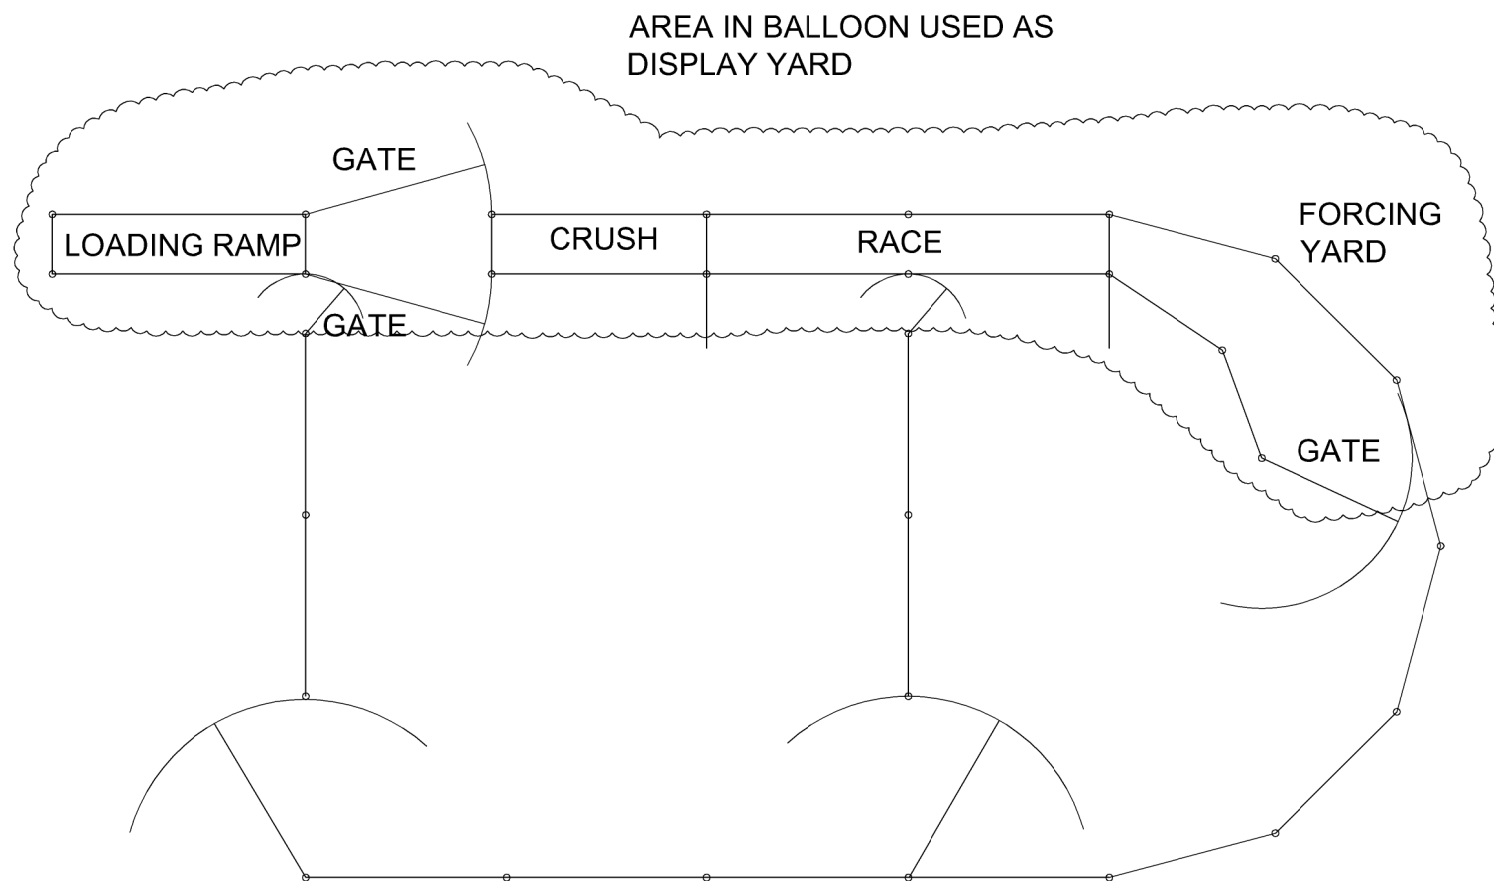 AREA IN BALLOON USED AS
DISPLAY YARD
GATE
LOADING RAMP
CRUSH
RACE
FORCING
YARD
GATE
GATE